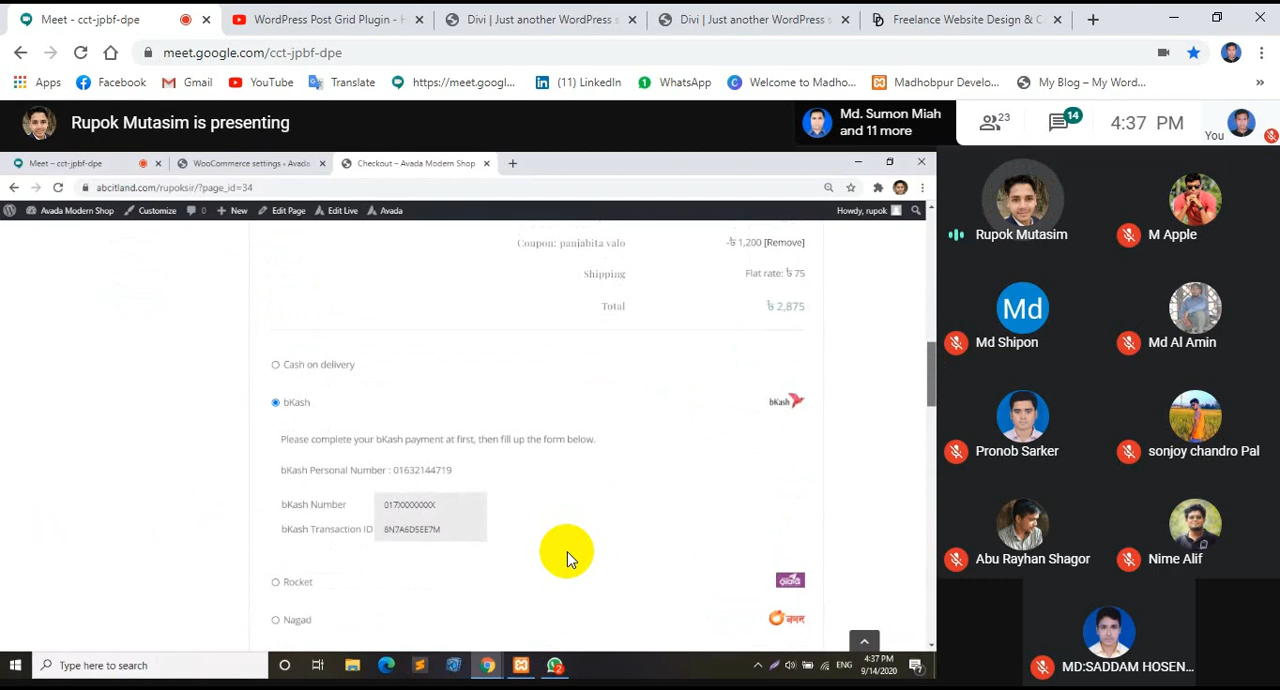 Meet - cct-jpbf-dpe
WordPress Post Grid Plugin - H
Divi | Just another WordPress s
Divi | Just another WordPress s
Freelance Website Design & C
meet.google.com/cct-jpbf-dpe
Apps
Facebook
Gmail
YouTube
Translate
https://meet.googl...
(11) LinkedIn
WhatsApp
Welcome to Madho...
Madhobpur Develo...
My Blog – My Word...
»
Rupok Mutasim is presenting
Md. Sumon Miah
and 11 more
23
14
4:37 PM
You
Meet – cct-jpbf-dpe
WooCommerce settings ‹ Avada
Checkout – Avada Modern Shop
abcitland.com/rupoksir/?page_id=34
Avada Modern Shop
Customize
0
New
Edit Page
Edit Live
Avada
Howdy, rupok
Coupon: panjabita valo
-৳ 1,200 [Remove]
Shipping
Flat rate: ৳ 75
Total
৳ 2,875
Cash on delivery
bKash
bKash
Please complete your bKash payment at first, then fill up the form below.
bKash Personal Number : 01632144719
bKash Number
017XXXXXXXX
bKash Transaction ID
8N7A6D5EE7M
Rocket
Nagad
নগদ
Rupok Mutasim
M Apple
Md
Md Shipon
Md Al Amin
Pronob Sarker
sonjoy chandro Pal
Abu Rayhan Shagor
Nime Alif
MD:SADDAM HOSEN...
Type here to search
2
ENG
4:37 PM
9/14/2020
7